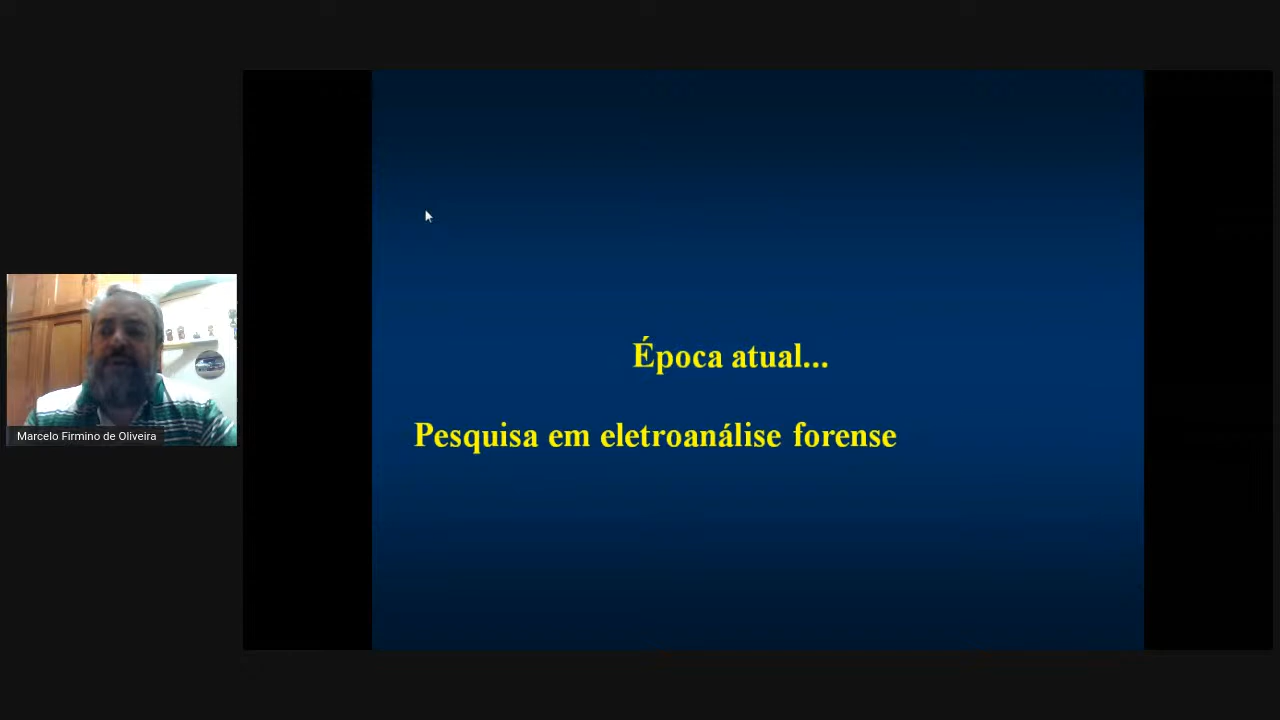 Época atual...
Pesquisa em eletroanálise forense
Marcelo Firmino de Oliveira